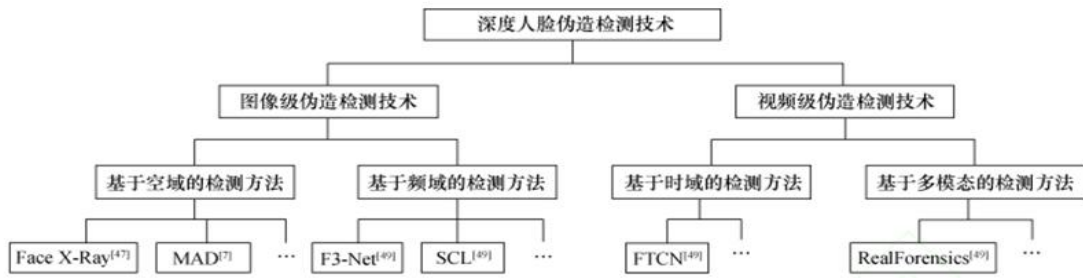 深度人脸伪造检测技术
图像级伪造检测技术
视频级伪造检测技术
基于空域的检测方法
基于频域的检测方法
基于时域的检测方法
基于多模态的检测方法
Face X-Ray[47]
MAD[7]
...
F3-Net[49]
SCL[49]
...
FTCN[49]
...
RealForensics[49]
...